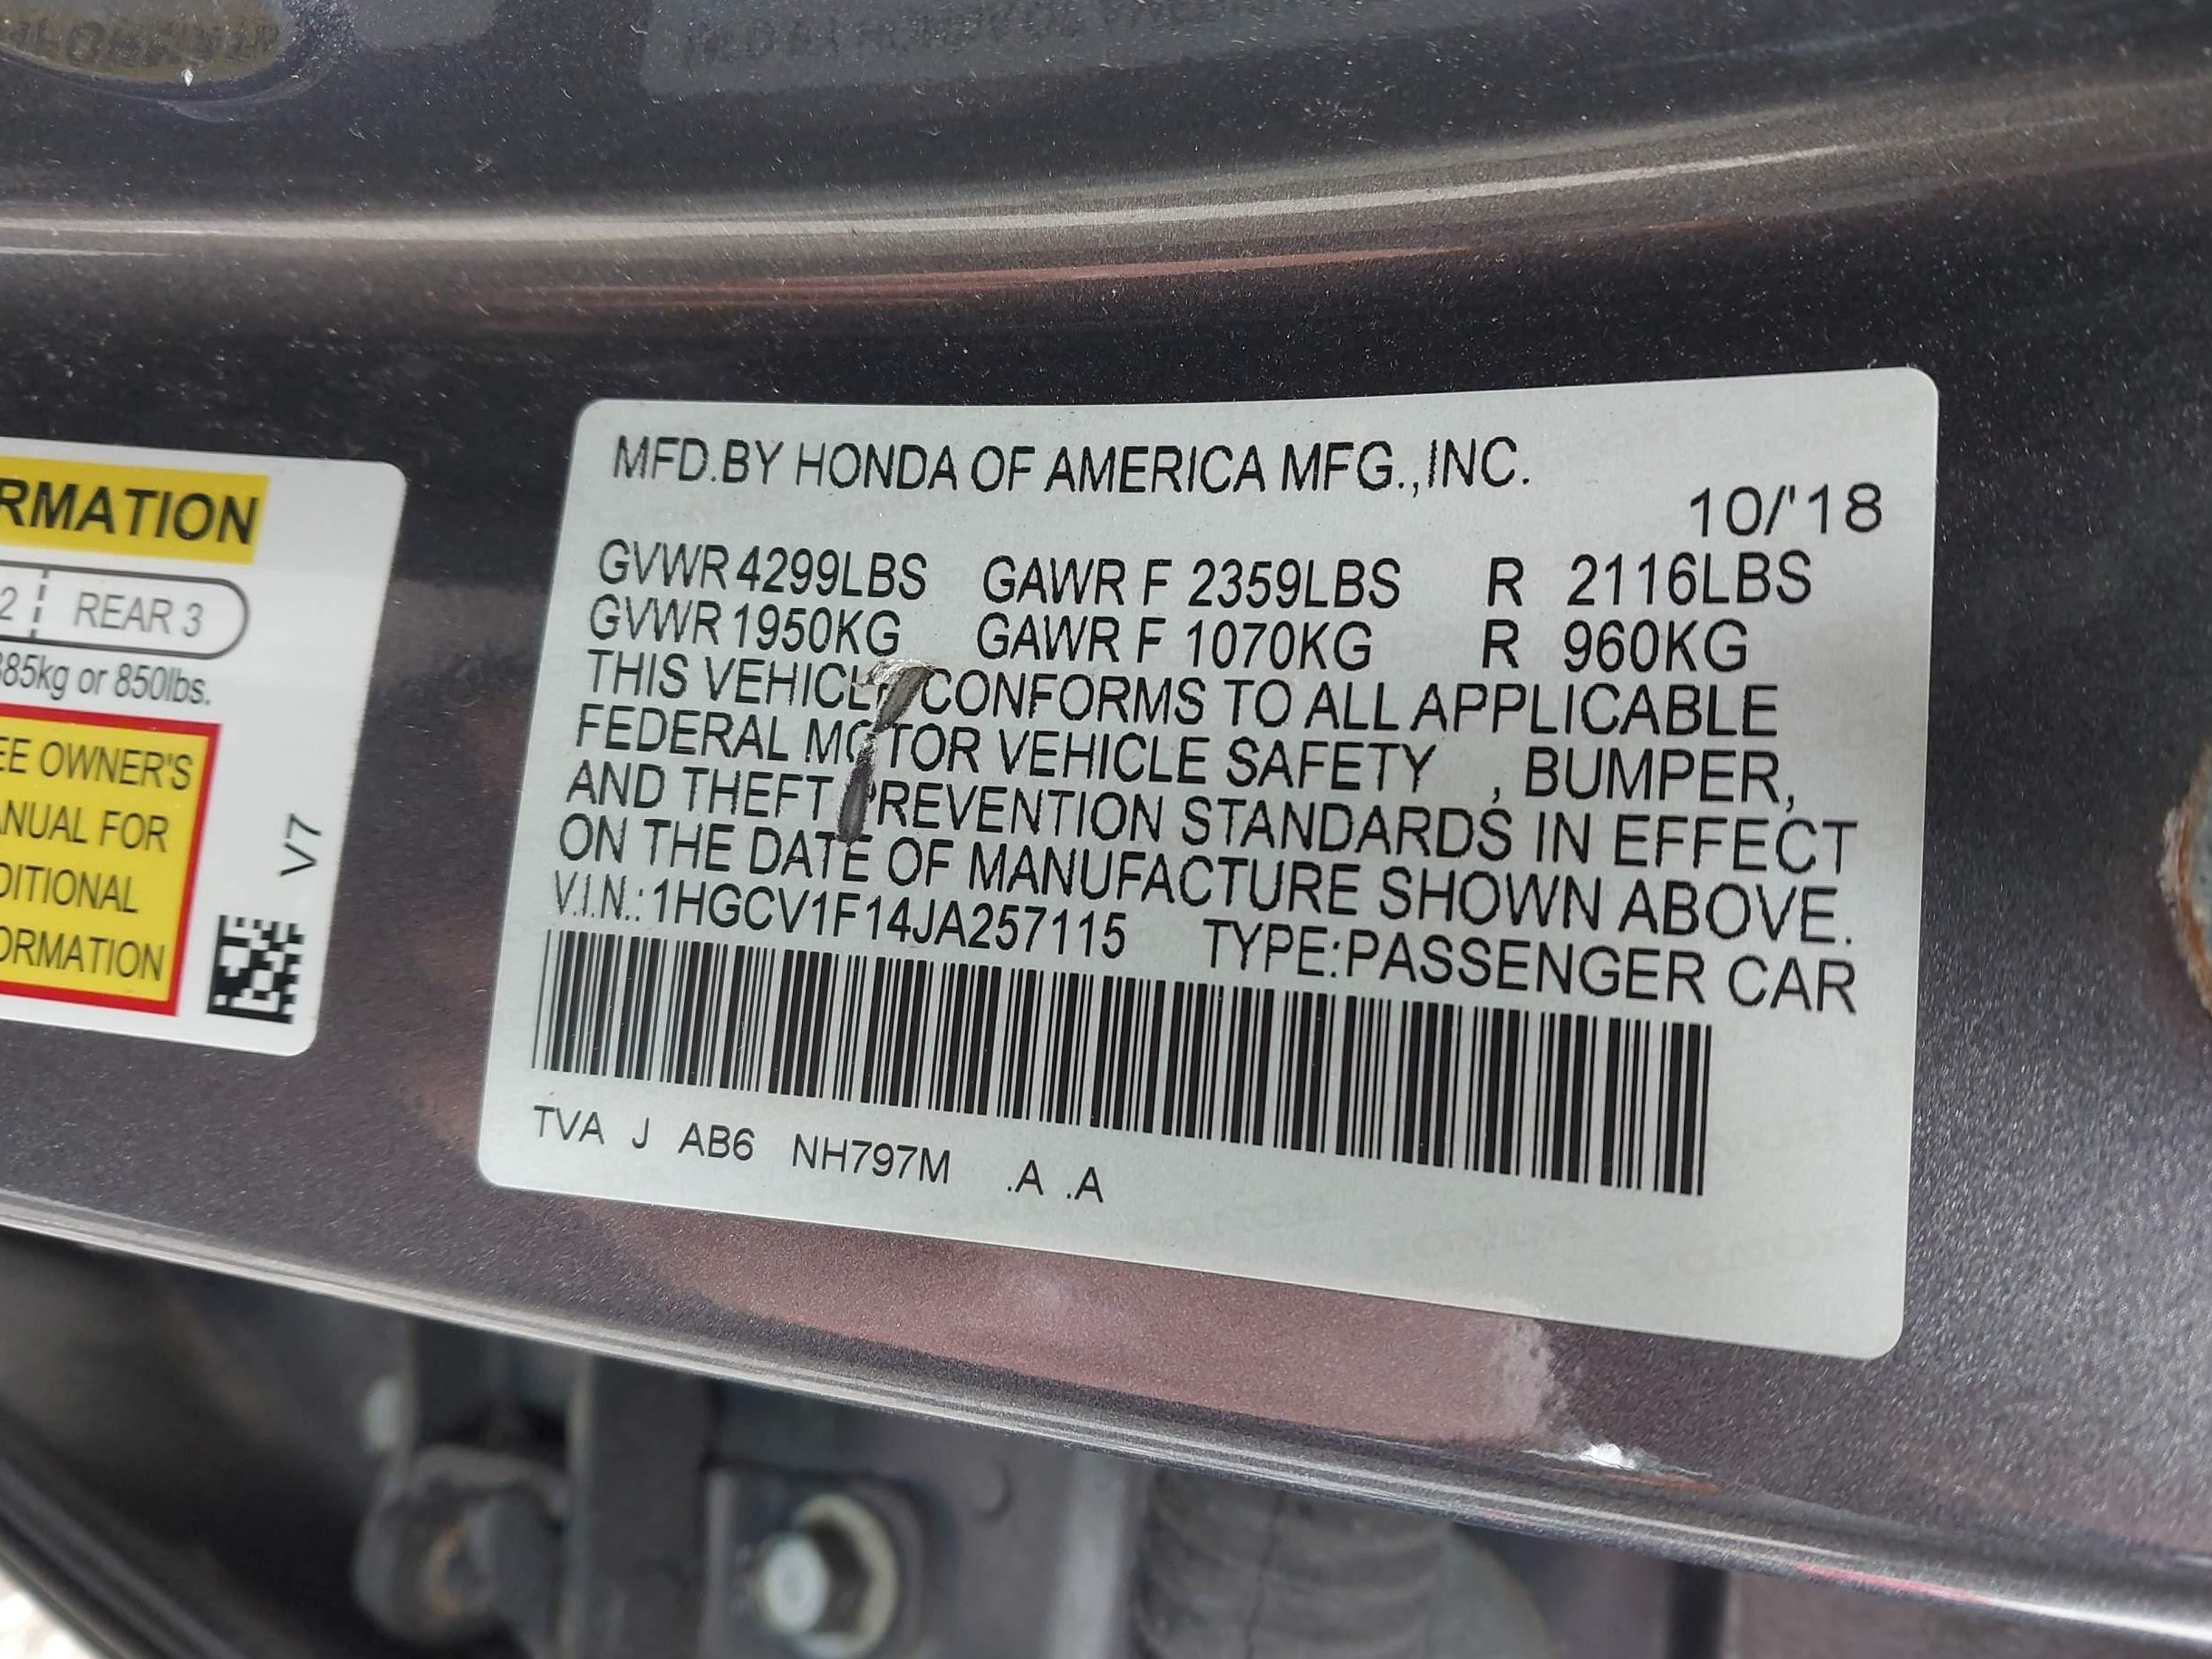 RMATION
2 REAR 3
385kg or 850lbs.
EE OWNER'S
ANUAL FOR
DITIONAL
ORMATION
V7
MFD.BY HONDA OF AMERICA MFG.,INC.
10/'18
GVWR 4299LBS GAWR F 2359LBS R 2116LBS
GVWR 1950KG GAWR F 1070KG R 960KG
THIS VEHICLE CONFORMS TO ALL APPLICABLE
FEDERAL MOTOR VEHICLE SAFETY , BUMPER,
AND THEFT PREVENTION STANDARDS IN EFFECT
ON THE DATE OF MANUFACTURE SHOWN ABOVE.
V.I.N.:1HGCV1F14JA257115 TYPE:PASSENGER CAR
TVA J AB6 NH797M .A .A